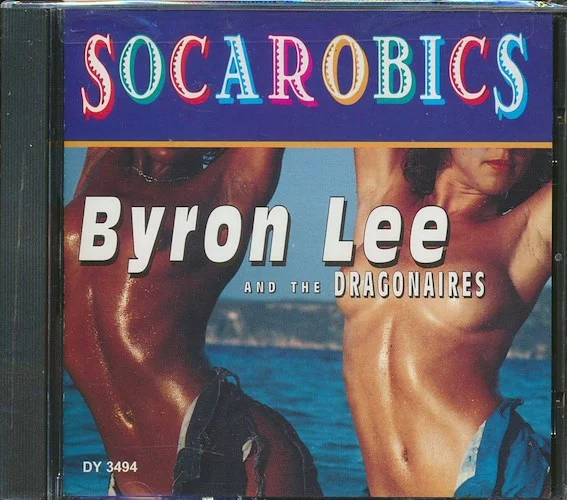 SOCAROBICS
Byron Lee
AND THE DRAGONAIRES
DY 3494